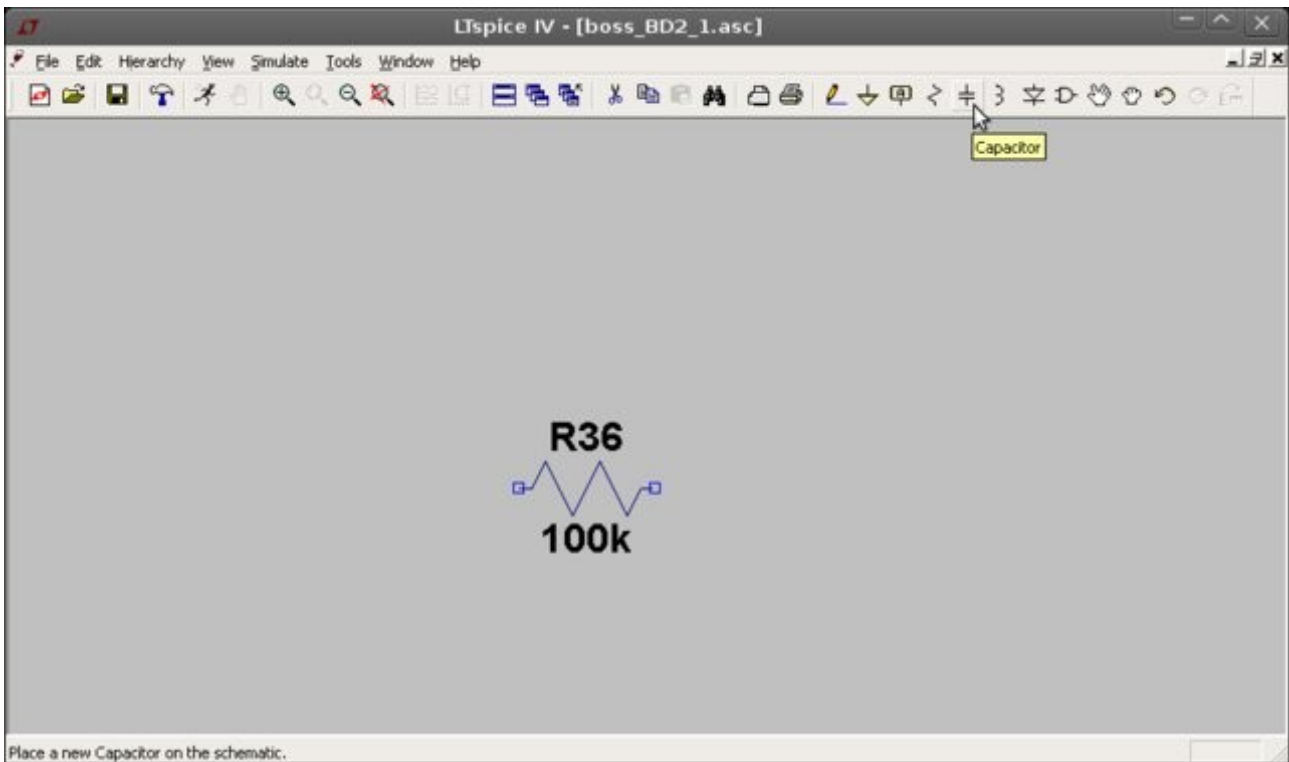 LTspice IV - [boss_BD2_1.asc]
File Edit Hierarchy View Simulate Tools Window Help
Capacitor
R36
100k
Place a new Capacitor on the schematic.